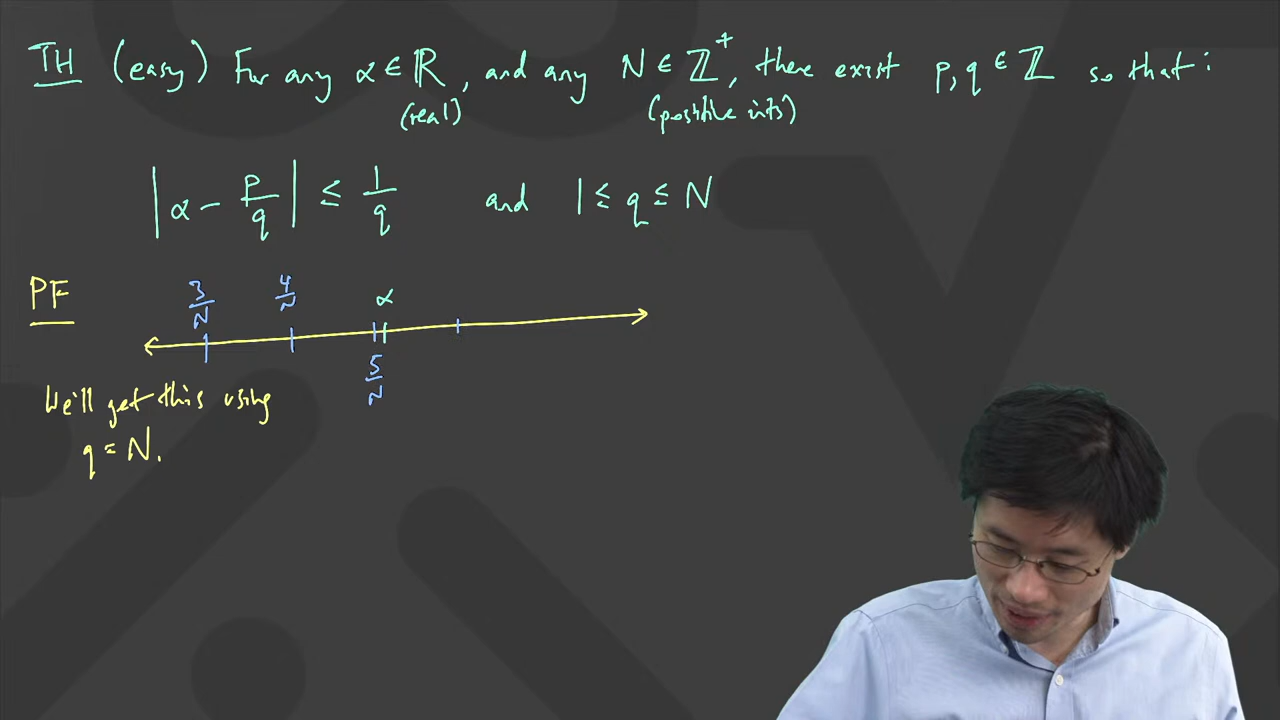 TH (easy) For any α ∈ ℝ, and any N ∈ ℤ⁺, there exist p, q ∈ ℤ so that:
(real) (positive ints)
|α − p/q| ≤ 1/q and 1 ≤ q ≤ N
PF
3/N 4/N α
5/N
We'll get this using
q = N.